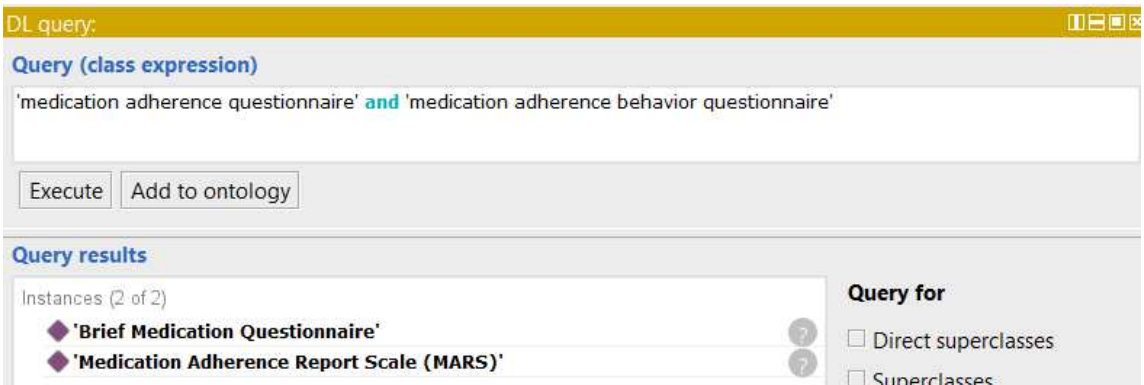 DL query:
Query (class expression)
'medication adherence questionnaire' and 'medication adherence behavior questionnaire'
Execute Add to ontology
Query results
Instances (2 of 2)
Query for
'Brief Medication Questionnaire'
?
Direct superclasses
'Medication Adherence Report Scale (MARS)'
?
Superclasses